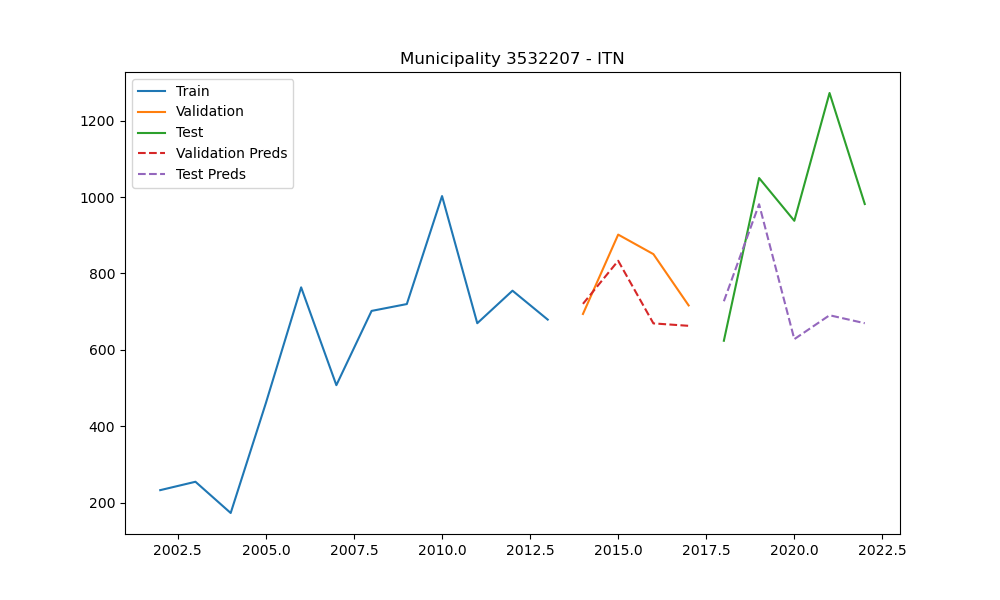 Municipality 3532207 - ITN
Train
Validation
Test
Validation Preds
Test Preds
1200
1000
800
600
400
200
2002.5 2005.0 2007.5 2010.0 2012.5 2015.0 2017.5 2020.0 2022.5